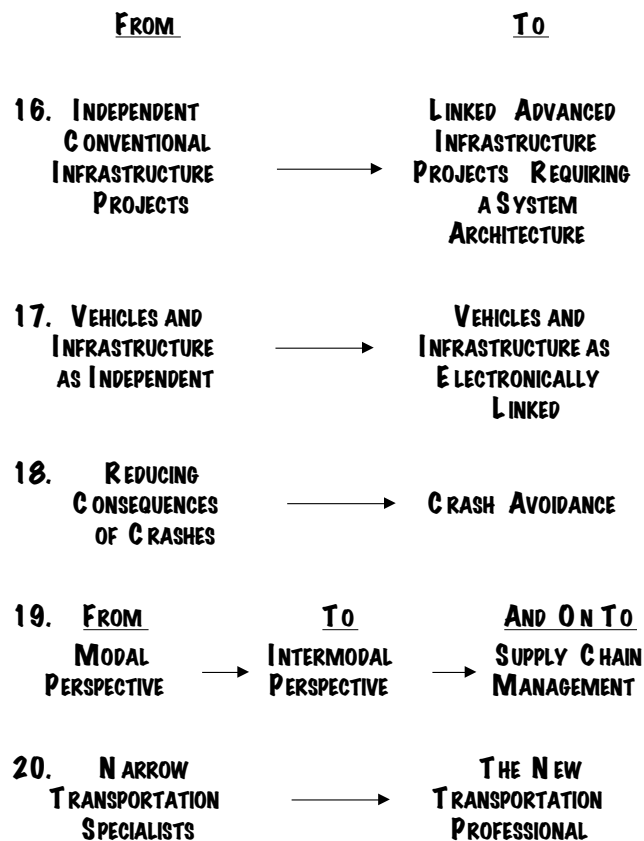 FROM TO
16. INDEPENDENT CONVENTIONAL INFRASTRUCTURE PROJECTS
LINKED ADVANCED INFRASTRUCTURE PROJECTS REQUIRING A SYSTEM ARCHITECTURE
17. VEHICLES AND INFRASTRUCTURE AS INDEPENDENT
VEHICLES AND INFRASTRUCTURE AS ELECTRONICALLY LINKED
18. REDUCING CONSEQUENCES OF CRASHES
CRASH AVOIDANCE
19. FROM TO AND ON TO
MODAL PERSPECTIVE
INTERMODAL PERSPECTIVE
SUPPLY CHAIN MANAGEMENT
20. NARROW TRANSPORTATION SPECIALISTS
THE NEW TRANSPORTATION PROFESSIONAL